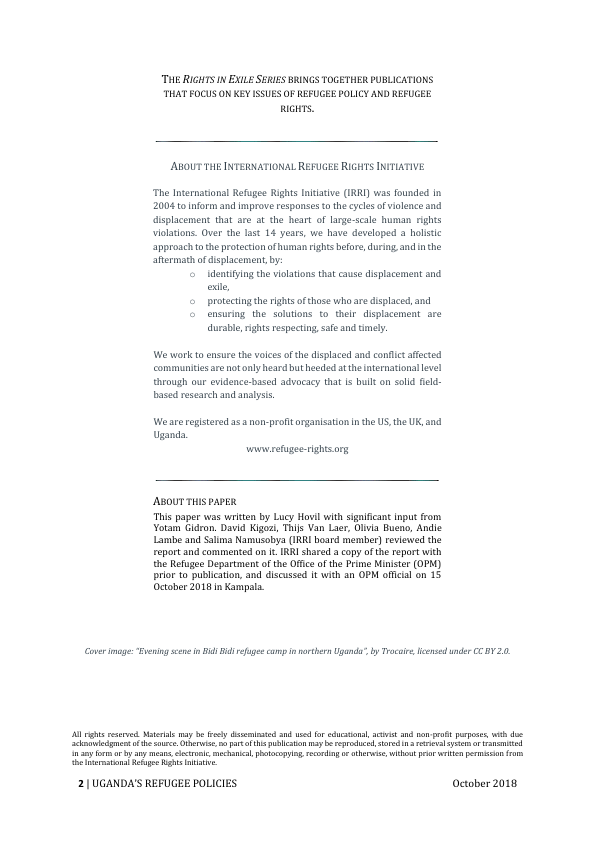 THE RIGHTS IN EXILE SERIES BRINGS TOGETHER PUBLICATIONS
THAT FOCUS ON KEY ISSUES OF REFUGEE POLICY AND REFUGEE
RIGHTS.
ABOUT THE INTERNATIONAL REFUGEE RIGHTS INITIATIVE
The International Refugee Rights Initiative (IRRI) was founded in
2004 to inform and improve responses to the cycles of violence and
displacement that are at the heart of large-scale human rights
violations. Over the last 14 years, we have developed a holistic
approach to the protection of human rights before, during, and in the
aftermath of displacement, by:
o identifying the violations that cause displacement and
exile,
o protecting the rights of those who are displaced, and
o ensuring the solutions to their displacement are
durable, rights respecting, safe and timely.
We work to ensure the voices of the displaced and conflict affected
communities are not only heard but heeded at the international level
through our evidence-based advocacy that is built on solid field-
based research and analysis.
We are registered as a non-profit organisation in the US, the UK, and
Uganda.
www.refugee-rights.org
ABOUT THIS PAPER
This paper was written by Lucy Hovil with significant input from
Yotam Gidron. David Kigozi, Thijs Van Laer, Olivia Bueno, Andie
Lambe and Salima Namusobya (IRRI board member) reviewed the
report and commented on it. IRRI shared a copy of the report with
the Refugee Department of the Office of the Prime Minister (OPM)
prior to publication, and discussed it with an OPM official on 15
October 2018 in Kampala.
Cover image: "Evening scene in Bidi Bidi refugee camp in northern Uganda", by Trocaire, licensed under CC BY 2.0.
All rights reserved. Materials may be freely disseminated and used for educational, activist and non-profit purposes, with due
acknowledgment of the source. Otherwise, no part of this publication may be reproduced, stored in a retrieval system or transmitted
in any form or by any means, electronic, mechanical, photocopying, recording or otherwise, without prior written permission from
the International Refugee Rights Initiative.
2 | UGANDA'S REFUGEE POLICIES October 2018